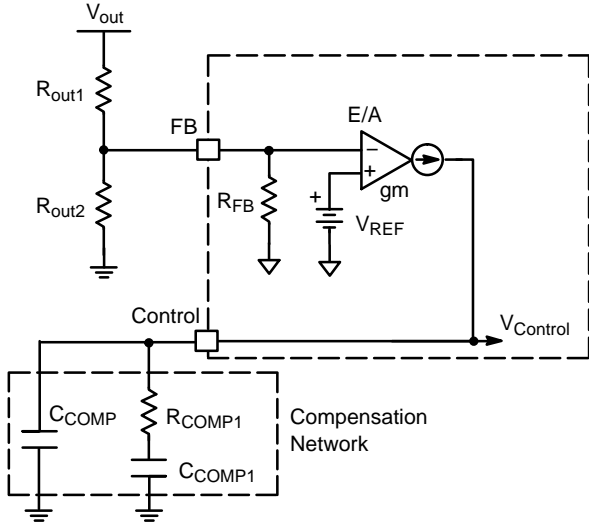 Vout
Rout1
FB
E/A
−
+
gm
Rout2
RFB
+
VREF
Control
VControl
CCOMP
RCOMP1
CCOMP1
Compensation
Network